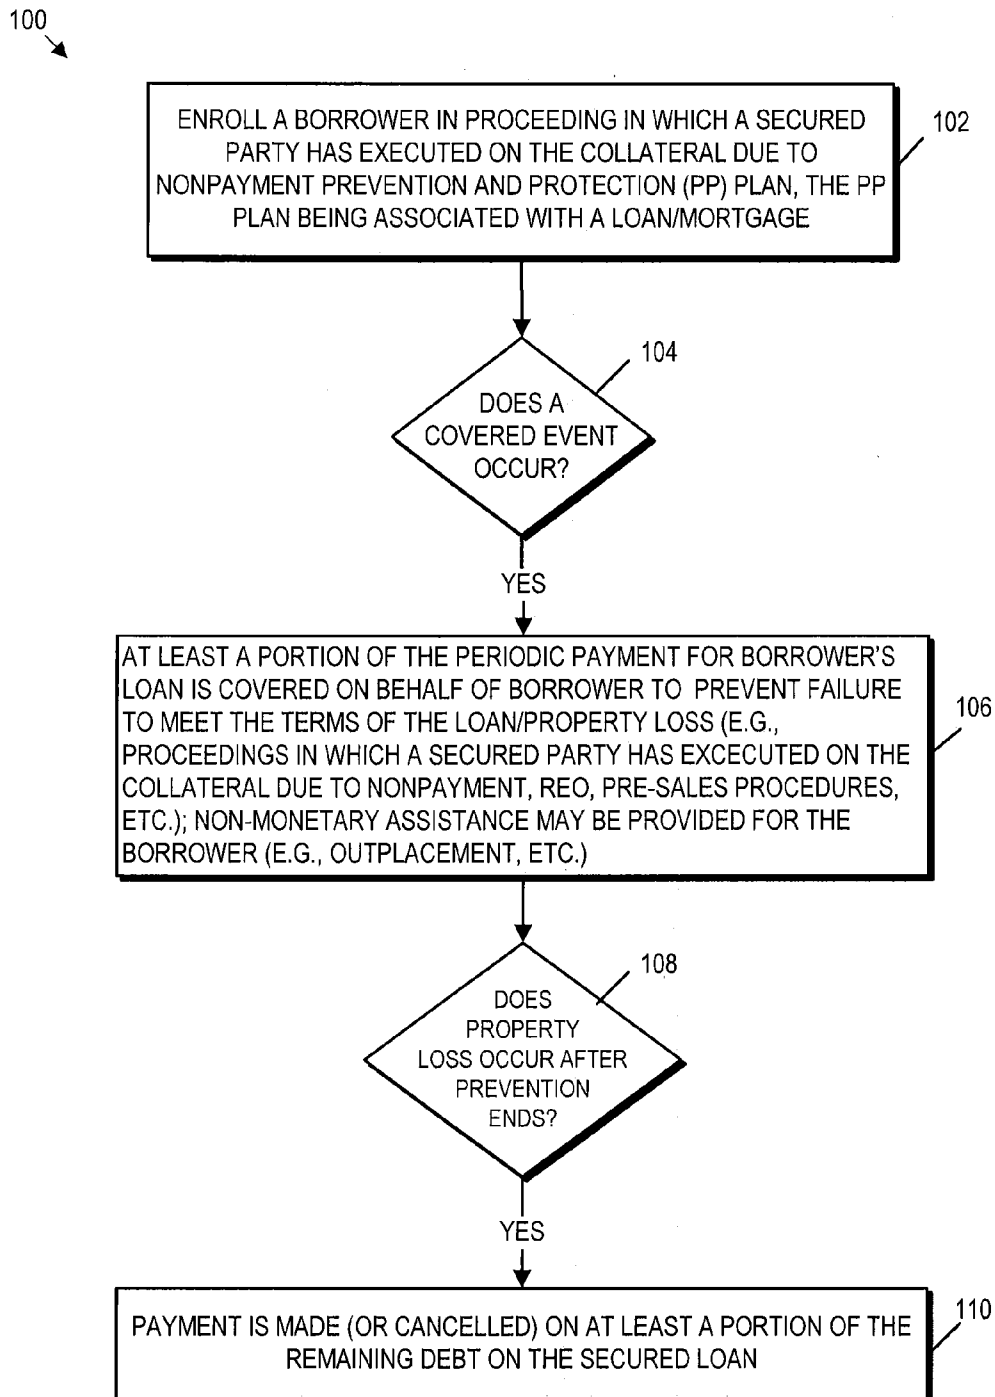 100
ENROLL A BORROWER IN PROCEEDING IN WHICH A SECURED
PARTY HAS EXECUTED ON THE COLLATERAL DUE TO
NONPAYMENT PREVENTION AND PROTECTION (PP) PLAN, THE PP
PLAN BEING ASSOCIATED WITH A LOAN/MORTGAGE
102
104
DOES A
COVERED EVENT
OCCUR?
YES
AT LEAST A PORTION OF THE PERIODIC PAYMENT FOR BORROWER'S
LOAN IS COVERED ON BEHALF OF BORROWER TO PREVENT FAILURE
TO MEET THE TERMS OF THE LOAN/PROPERTY LOSS (E.G.,
PROCEEDINGS IN WHICH A SECURED PARTY HAS EXCECUTED ON THE
COLLATERAL DUE TO NONPAYMENT, REO, PRE-SALES PROCEDURES,
ETC.); NON-MONETARY ASSISTANCE MAY BE PROVIDED FOR THE
BORROWER (E.G., OUTPLACEMENT, ETC.)
106
108
DOES
PROPERTY
LOSS OCCUR AFTER
PREVENTION
ENDS?
YES
PAYMENT IS MADE (OR CANCELLED) ON AT LEAST A PORTION OF THE
REMAINING DEBT ON THE SECURED LOAN
110